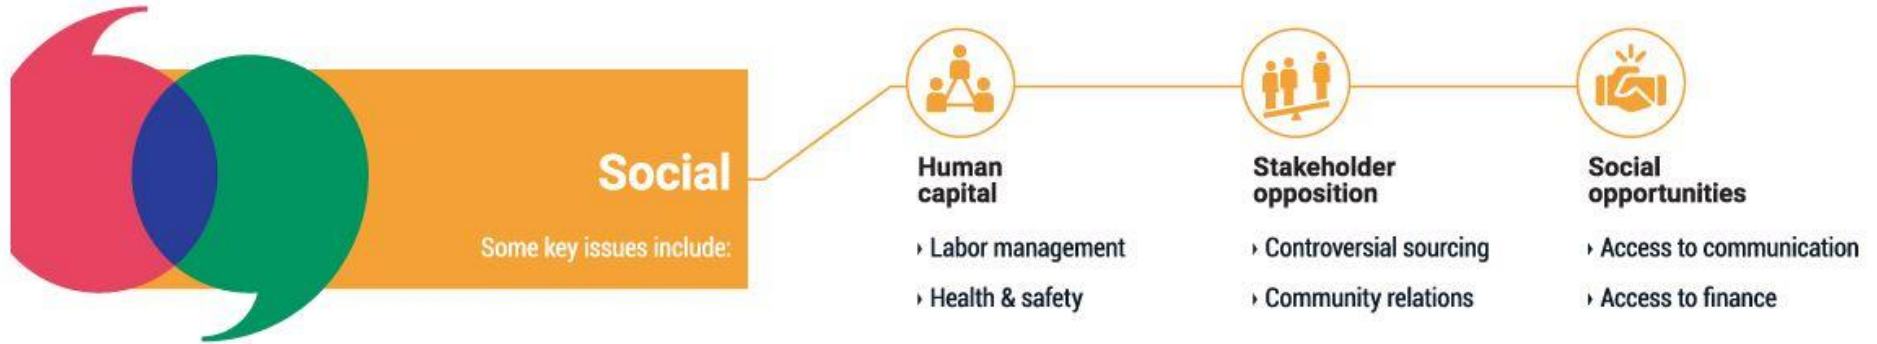 Social
Some key issues include:
Human
capital
Labor management
Health & safety
Stakeholder
opposition
Controversial sourcing
Community relations
Social
opportunities
Access to communication
Access to finance